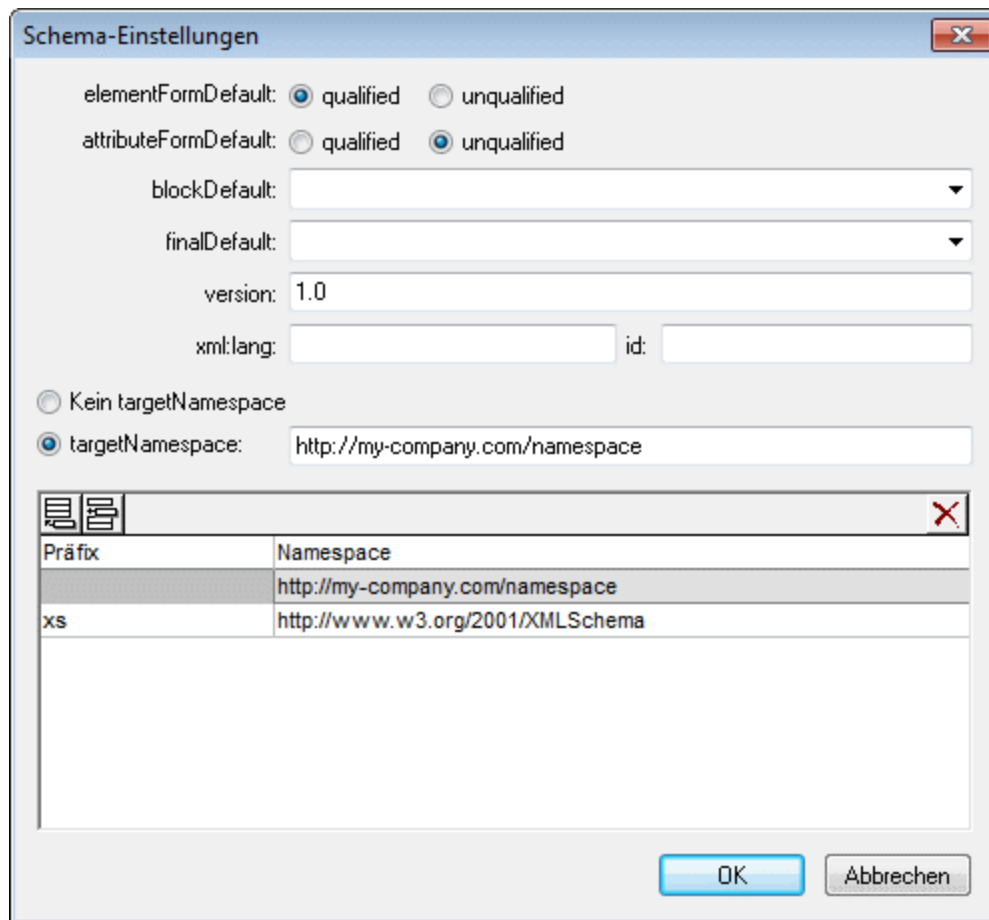 Schema-Einstellungen
elementFormDefault: qualified unqualified
attributeFormDefault: qualified unqualified
blockDefault:
finalDefault:
version: 1.0
xml:lang: id:
Kein targetNamespace
targetNamespace: http://my-company.com/namespace
Präfix Namespace
http://my-company.com/namespace
xs http://www.w3.org/2001/XMLSchema
OK Abbrechen